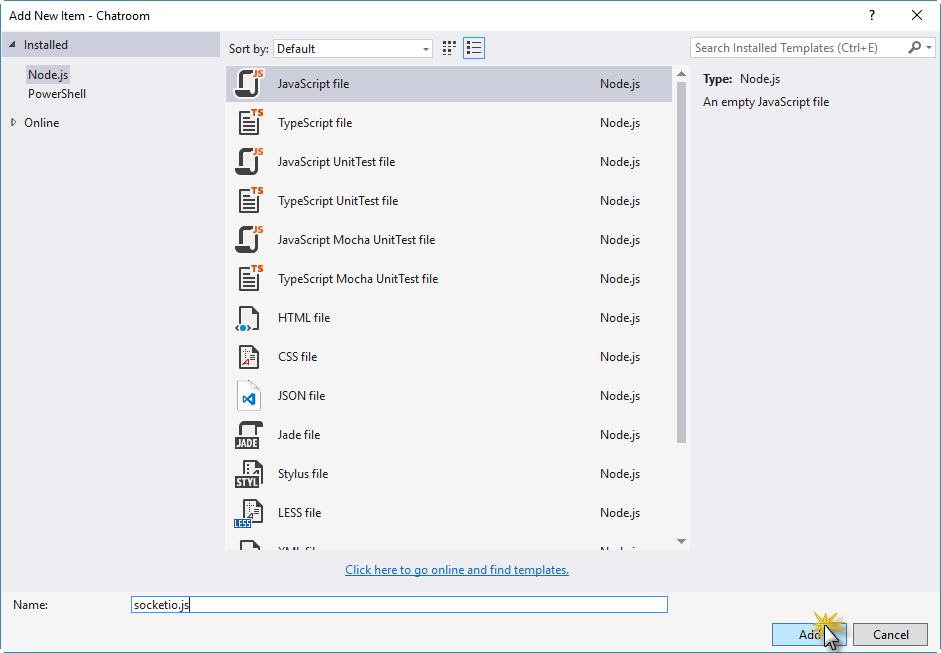 Add New Item - Chatroom
?
Installed
Node.js
PowerShell
Online
Sort by: Default
Search Installed Templates (Ctrl+E)
JS JavaScript file Node.js
TS TypeScript file Node.js
JS JavaScript UnitTest file Node.js
TS TypeScript UnitTest file Node.js
JS JavaScript Mocha UnitTest file Node.js
TS TypeScript Mocha UnitTest file Node.js
HTML file Node.js
CSS file Node.js
JSON file Node.js
JADE Jade file Node.js
STYL Stylus file Node.js
LESS LESS file Node.js
Type: Node.js
An empty JavaScript file
Click here to go online and find templates.
Name: socketio.js
Add Cancel